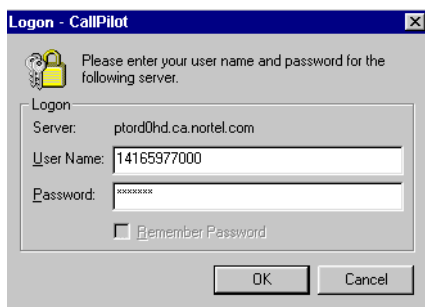 Logon - CallPilot
Please enter your user name and password for the
following server.
Logon
Server: ptord0hd.ca.nortel.com
User Name: 14165977000
Password: xxxxxxx
Remember Password
OK Cancel